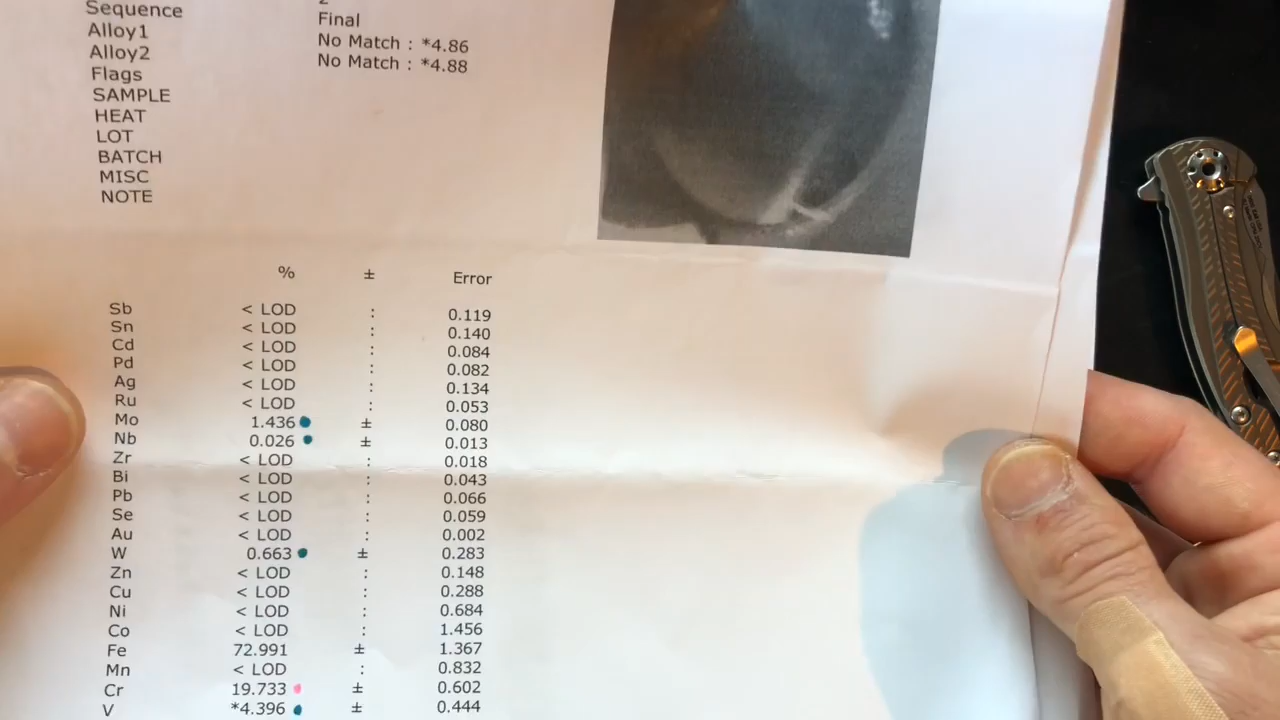 Sequence 2
Alloy1 Final
Alloy2 No Match : *4.86
Flags No Match : *4.88
SAMPLE
HEAT
LOT
BATCH
MISC
NOTE
% ± Error
Sb < LOD : 0.119
Sn < LOD : 0.140
Cd < LOD : 0.084
Pd < LOD : 0.082
Ag < LOD : 0.134
Ru < LOD : 0.053
Mo 1.436 ± 0.080
Nb 0.026 ± 0.013
Zr < LOD : 0.018
Bi < LOD : 0.043
Pb < LOD : 0.066
Se < LOD : 0.059
Au < LOD : 0.002
W 0.663 ± 0.283
Zn < LOD : 0.148
Cu < LOD : 0.288
Ni < LOD : 0.684
Co < LOD : 1.456
Fe 72.991 ± 1.367
Mn < LOD : 0.832
Cr 19.733 ± 0.602
V *4.396 ± 0.444